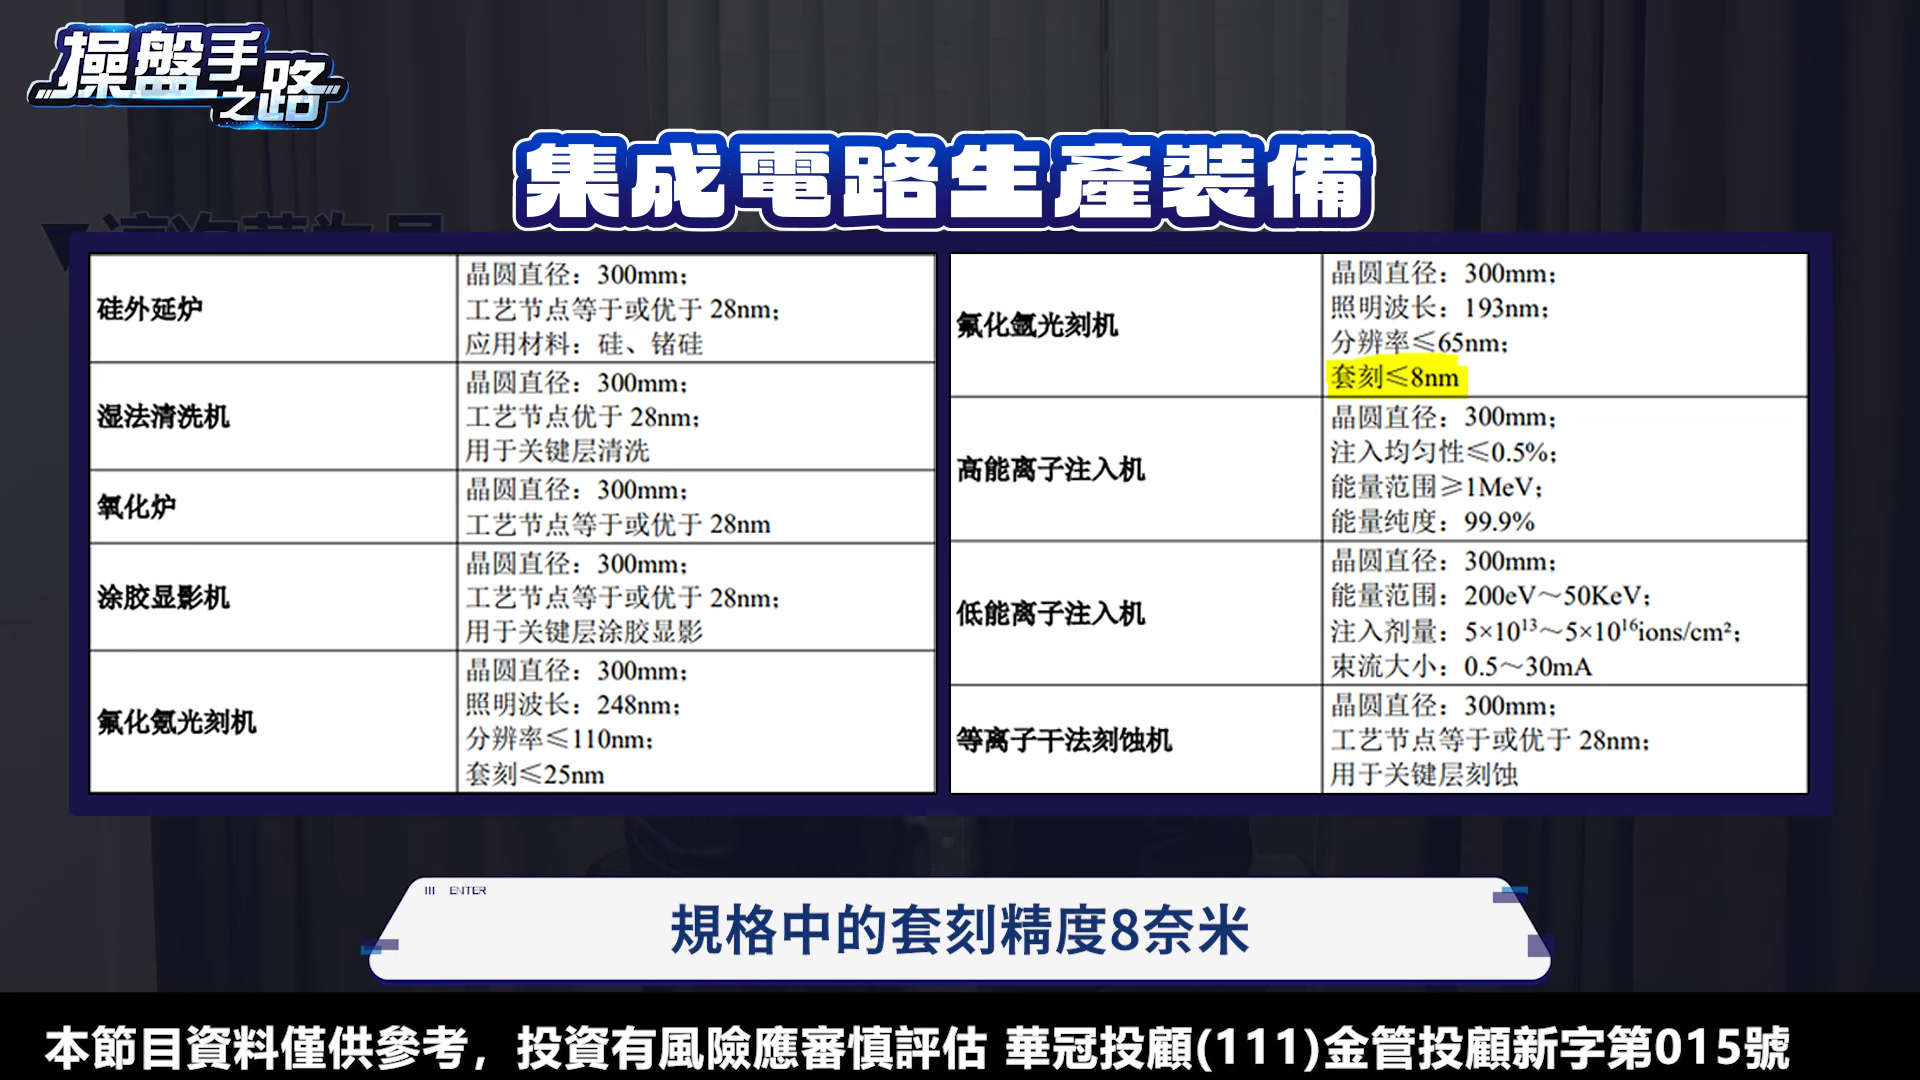 操盤手之路
集成電路生產裝備
硅外延炉
晶圆直径：300mm；
工艺节点等于或优于 28nm；
应用材料：硅、锗硅
湿法清洗机
晶圆直径：300mm；
工艺节点优于 28nm；
用于关键层清洗
氧化炉
晶圆直径：300mm；
工艺节点等于或优于 28nm
涂胶显影机
晶圆直径：300mm；
工艺节点等于或优于 28nm；
用于关键层涂胶显影
氟化氪光刻机
晶圆直径：300mm；
照明波长：248nm；
分辨率≤110nm；
套刻≤25nm
氟化氩光刻机
晶圆直径：300mm；
照明波长：193nm；
分辨率≤65nm；
套刻≤8nm
高能离子注入机
晶圆直径：300mm；
注入均匀性≤0.5%；
能量范围≥1MeV；
能量纯度：99.9%
低能离子注入机
晶圆直径：300mm；
能量范围：200eV～50KeV；
注入剂量：5×10¹³～5×10¹⁶ions/cm²；
束流大小：0.5～30mA
等离子干法刻蚀机
晶圆直径：300mm；
工艺节点等于或优于 28nm；
用于关键层刻蚀
III ENTER
規格中的套刻精度8奈米
本節目資料僅供參考，投資有風險應審慎評估 華冠投顧(111)金管投顧新字第015號